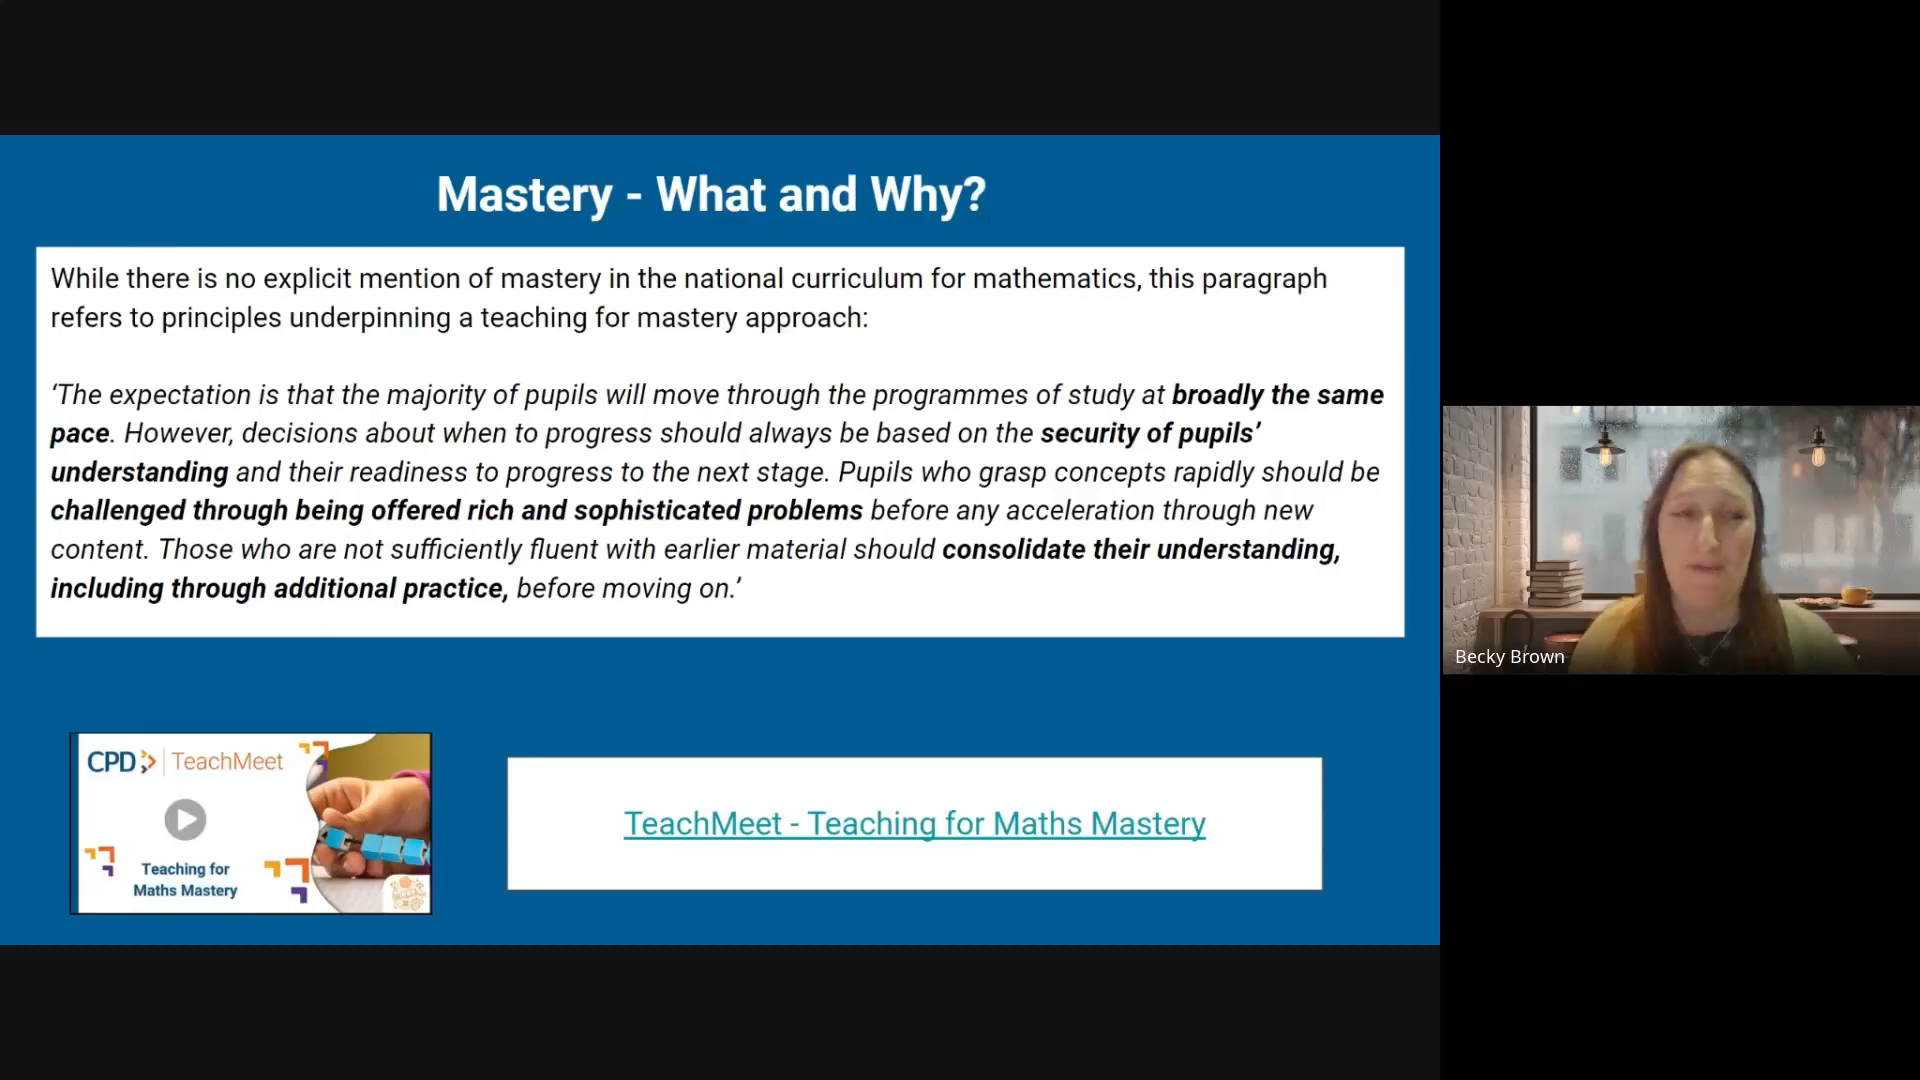 Mastery - What and Why?
While there is no explicit mention of mastery in the national curriculum for mathematics, this paragraph
refers to principles underpinning a teaching for mastery approach:
‘The expectation is that the majority of pupils will move through the programmes of study at broadly the same
pace. However, decisions about when to progress should always be based on the security of pupils’
understanding and their readiness to progress to the next stage. Pupils who grasp concepts rapidly should be
challenged through being offered rich and sophisticated problems before any acceleration through new
content. Those who are not sufficiently fluent with earlier material should consolidate their understanding,
including through additional practice, before moving on.’
CPD | TeachMeet
Teaching for
Maths Mastery
TeachMeet - Teaching for Maths Mastery
Becky Brown